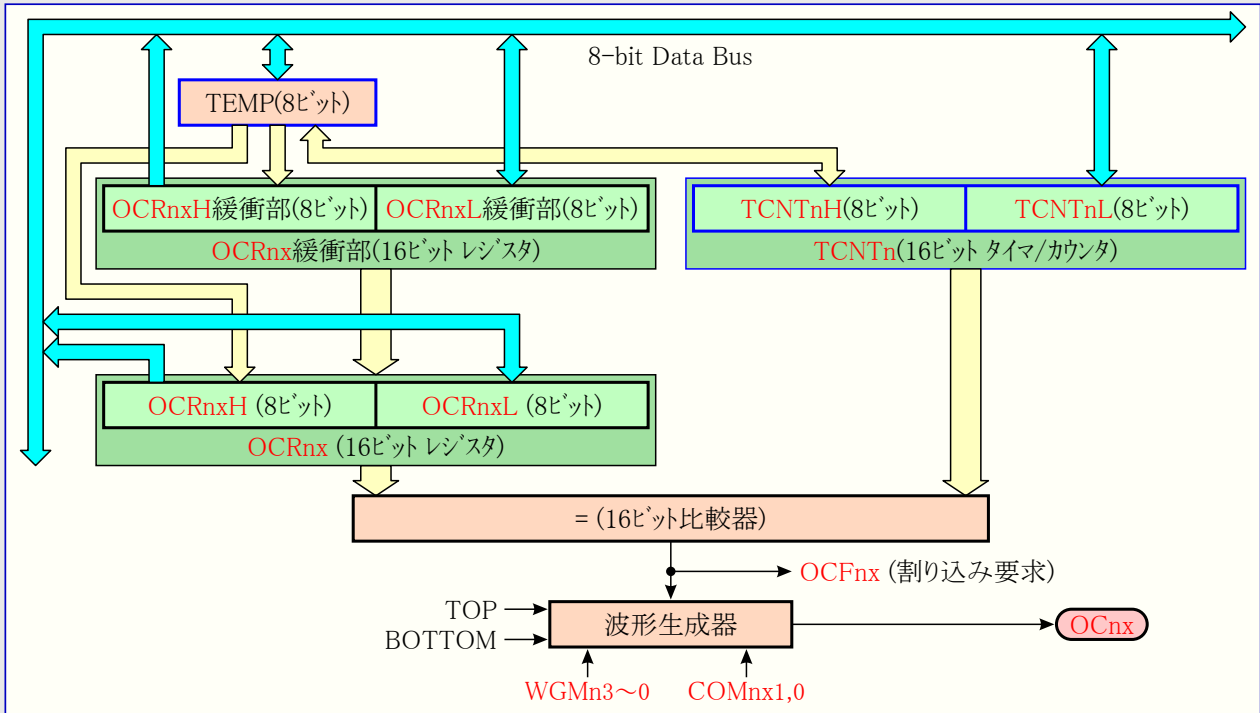 8-bit Data Bus
TEMP(8ビット)
OCRnxH緩衝部(8ビット)
OCRnxL緩衝部(8ビット)
OCRnx緩衝部(16ビット レジスタ)
TCNTnH(8ビット)
TCNTnL(8ビット)
TCNTn(16ビット タイマ/カウンタ)
OCRnxH (8ビット)
OCRnxL (8ビット)
OCRnx (16ビット レジスタ)
= (16ビット比較器)
OCFnx (割り込み要求)
TOP
BOTTOM
波形生成器
OCnx
WGMn3～0
COMnx1,0